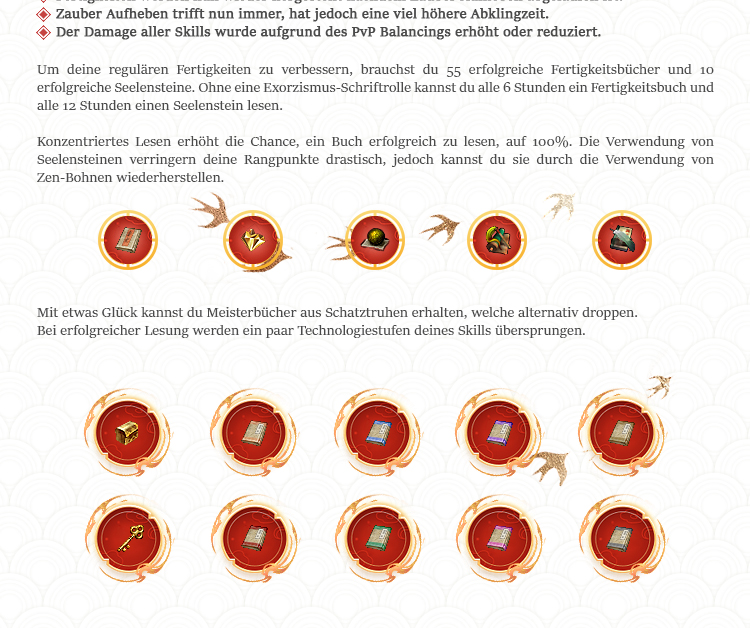 Zauber Aufheben trifft nun immer, hat jedoch eine viel höhere Abklingzeit.
Der Damage aller Skills wurde aufgrund des PvP Balancings erhöht oder reduziert.
Um deine regulären Fertigkeiten zu verbessern, brauchst du 55 erfolgreiche Fertigkeitsbücher und 10
erfolgreiche Seelensteine. Ohne eine Exorzismus-Schriftrolle kannst du alle 6 Stunden ein Fertigkeitsbuch und
alle 12 Stunden einen Seelenstein lesen.
Konzentriertes Lesen erhöht die Chance, ein Buch erfolgreich zu lesen, auf 100%. Die Verwendung von
Seelensteinen verringern deine Rangpunkte drastisch, jedoch kannst du sie durch die Verwendung von
Zen-Bohnen wiederherstellen.
Mit etwas Glück kannst du Meisterbücher aus Schatztruhen erhalten, welche alternativ droppen.
Bei erfolgreicher Lesung werden ein paar Technologiestufen deines Skills übersprungen.